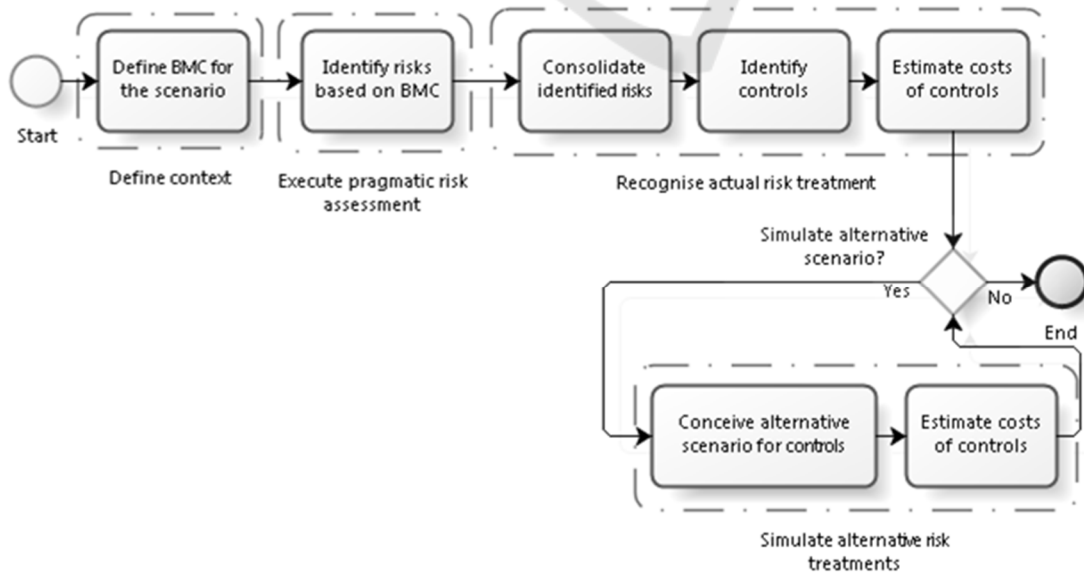 Start
Define BMC for
the scenario
Define context
Identify risks
based on BMC
Execute pragmatic risk
assessment
Consolidate
identified risks
Identify
controls
Estimate costs
of controls
Recognise actual risk treatment
Simulate alternative
scenario?
Yes
No
End
Conceive alternative
scenario for controls
Estimate costs
of controls
Simulate alternative risk
treatments